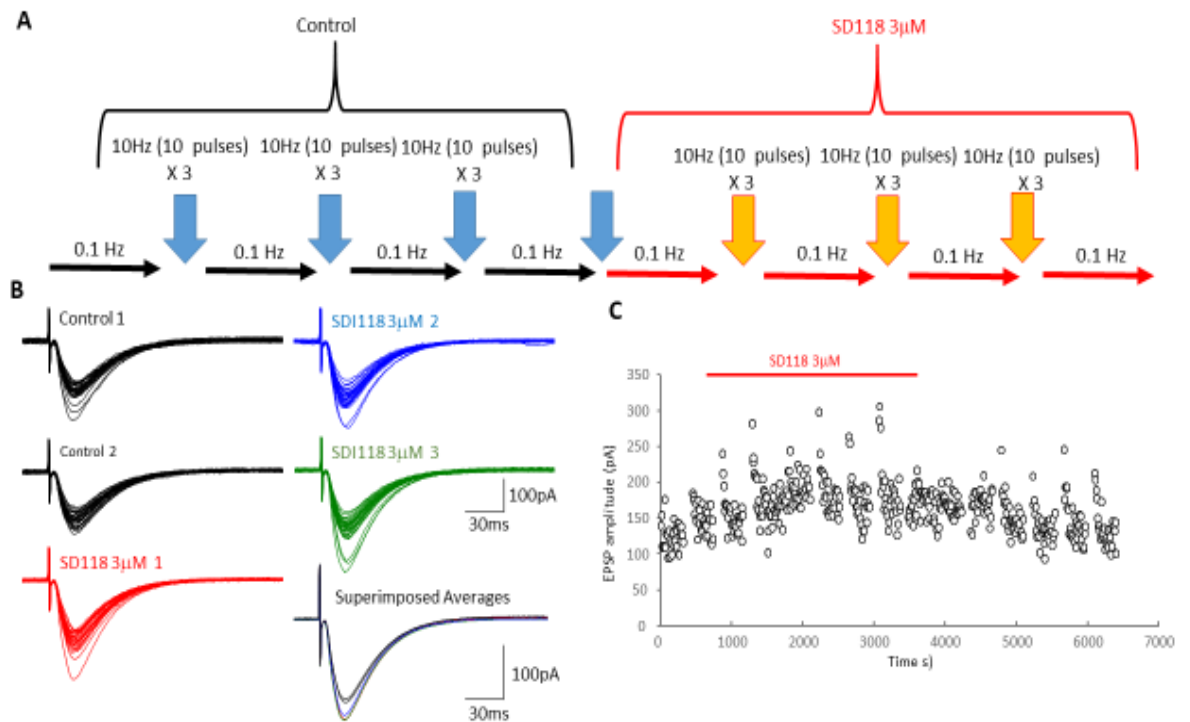 A
Control
SD118 3μM
10Hz (10 pulses)
X 3
10Hz (10 pulses)
X 3
10Hz (10 pulses)
X 3
10Hz (10 pulses)
X 3
10Hz (10 pulses)
X 3
10Hz (10 pulses)
X 3
0.1 Hz
0.1 Hz
0.1 Hz
0.1 Hz
0.1 Hz
0.1 Hz
0.1 Hz
0.1 Hz
B
Control 1
SDI118 3μM 2
Control 2
SDI118 3μM 3
100pA
30ms
SD118 3μM 1
Superimposed Averages
100pA
30ms
C
SD118 3μM
EPSP amplitude (pA)
350
300
250
200
150
100
50
0
0
1000
2000
3000
4000
5000
6000
7000
Time s)